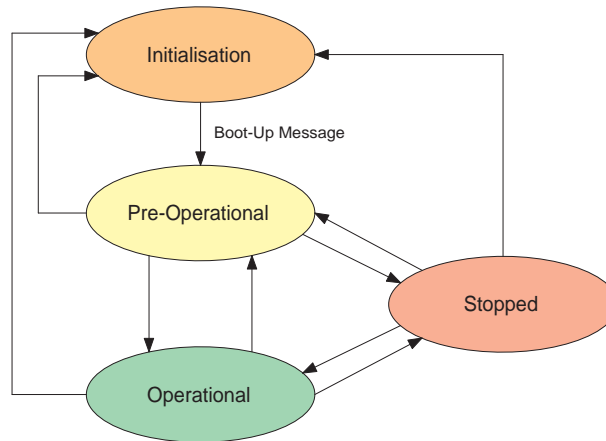 Initialisation
Boot-Up Message
Pre-Operational
Stopped
Operational